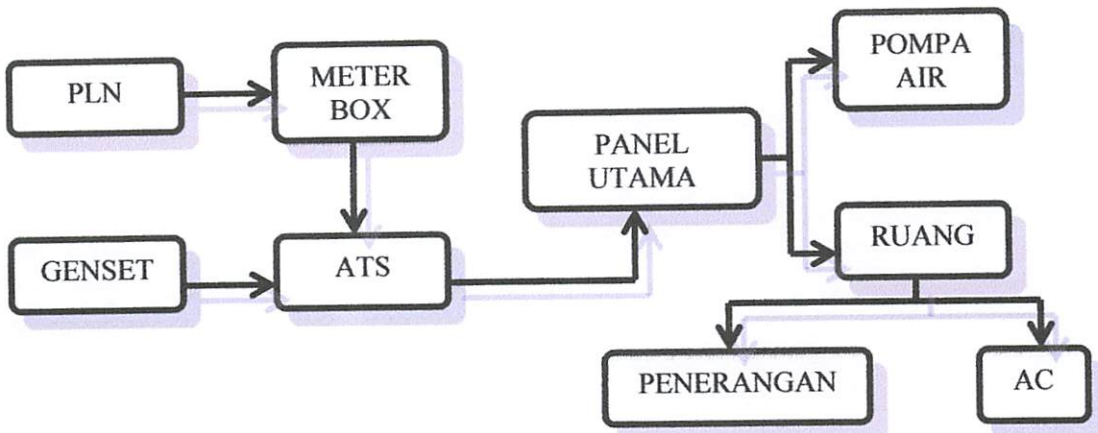 PLN
METER
BOX
POMPA
AIR
PANEL
UTAMA
GENSET
ATS
RUANG
PENERANGAN
AC